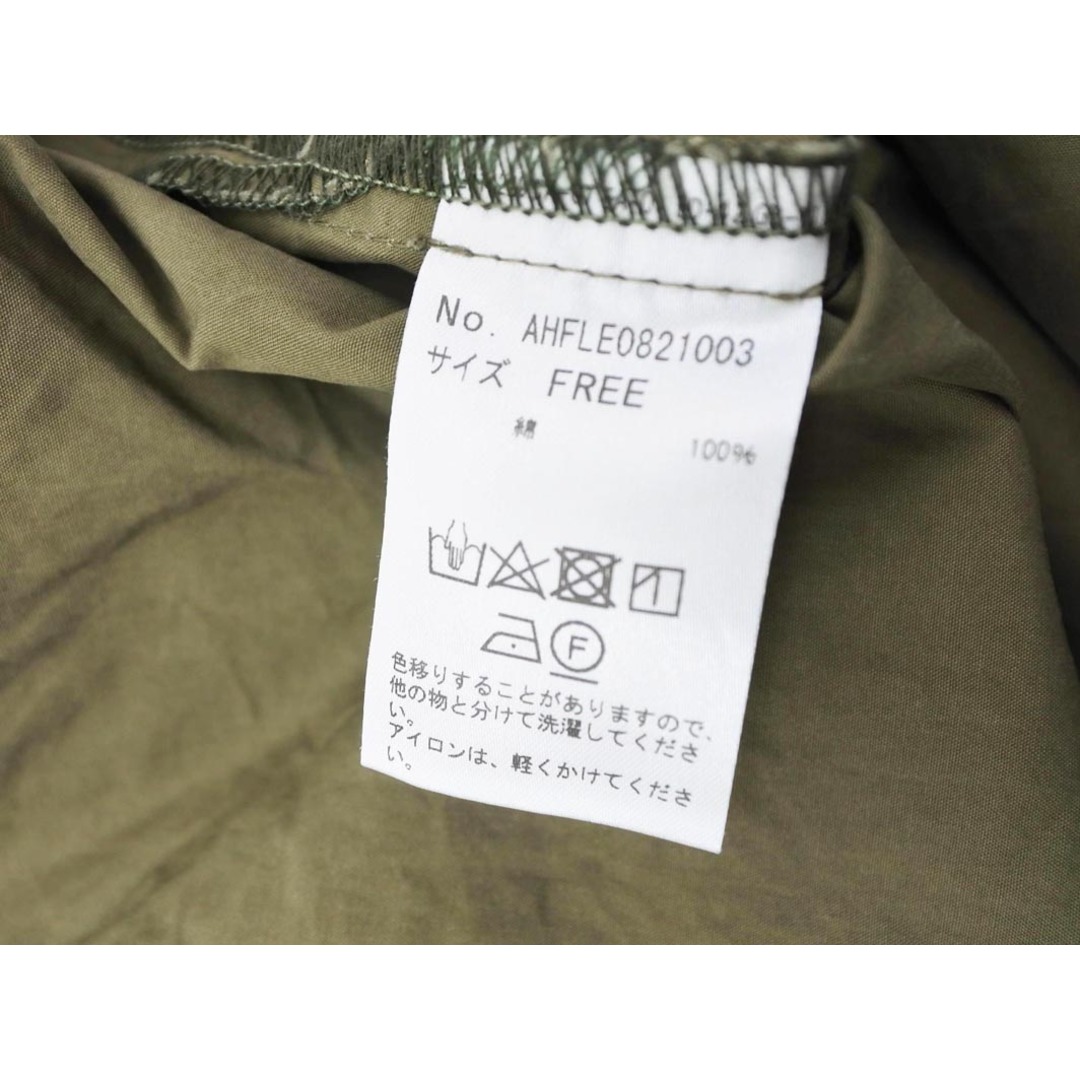 No. AHFLE0821003
サイズ FREE
綿 100%
F
色移りすることがありますので、
他の物と分けて洗濯してくださ
い。
アイロンは、軽くかけてくださ
い。